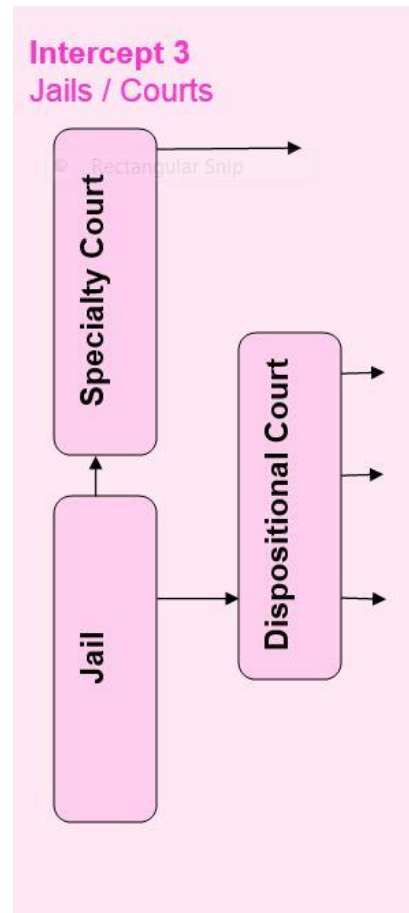 Intercept 3
Jails / Courts
© Rectangular Snip
Specialty Court
Dispositional Court
Jail